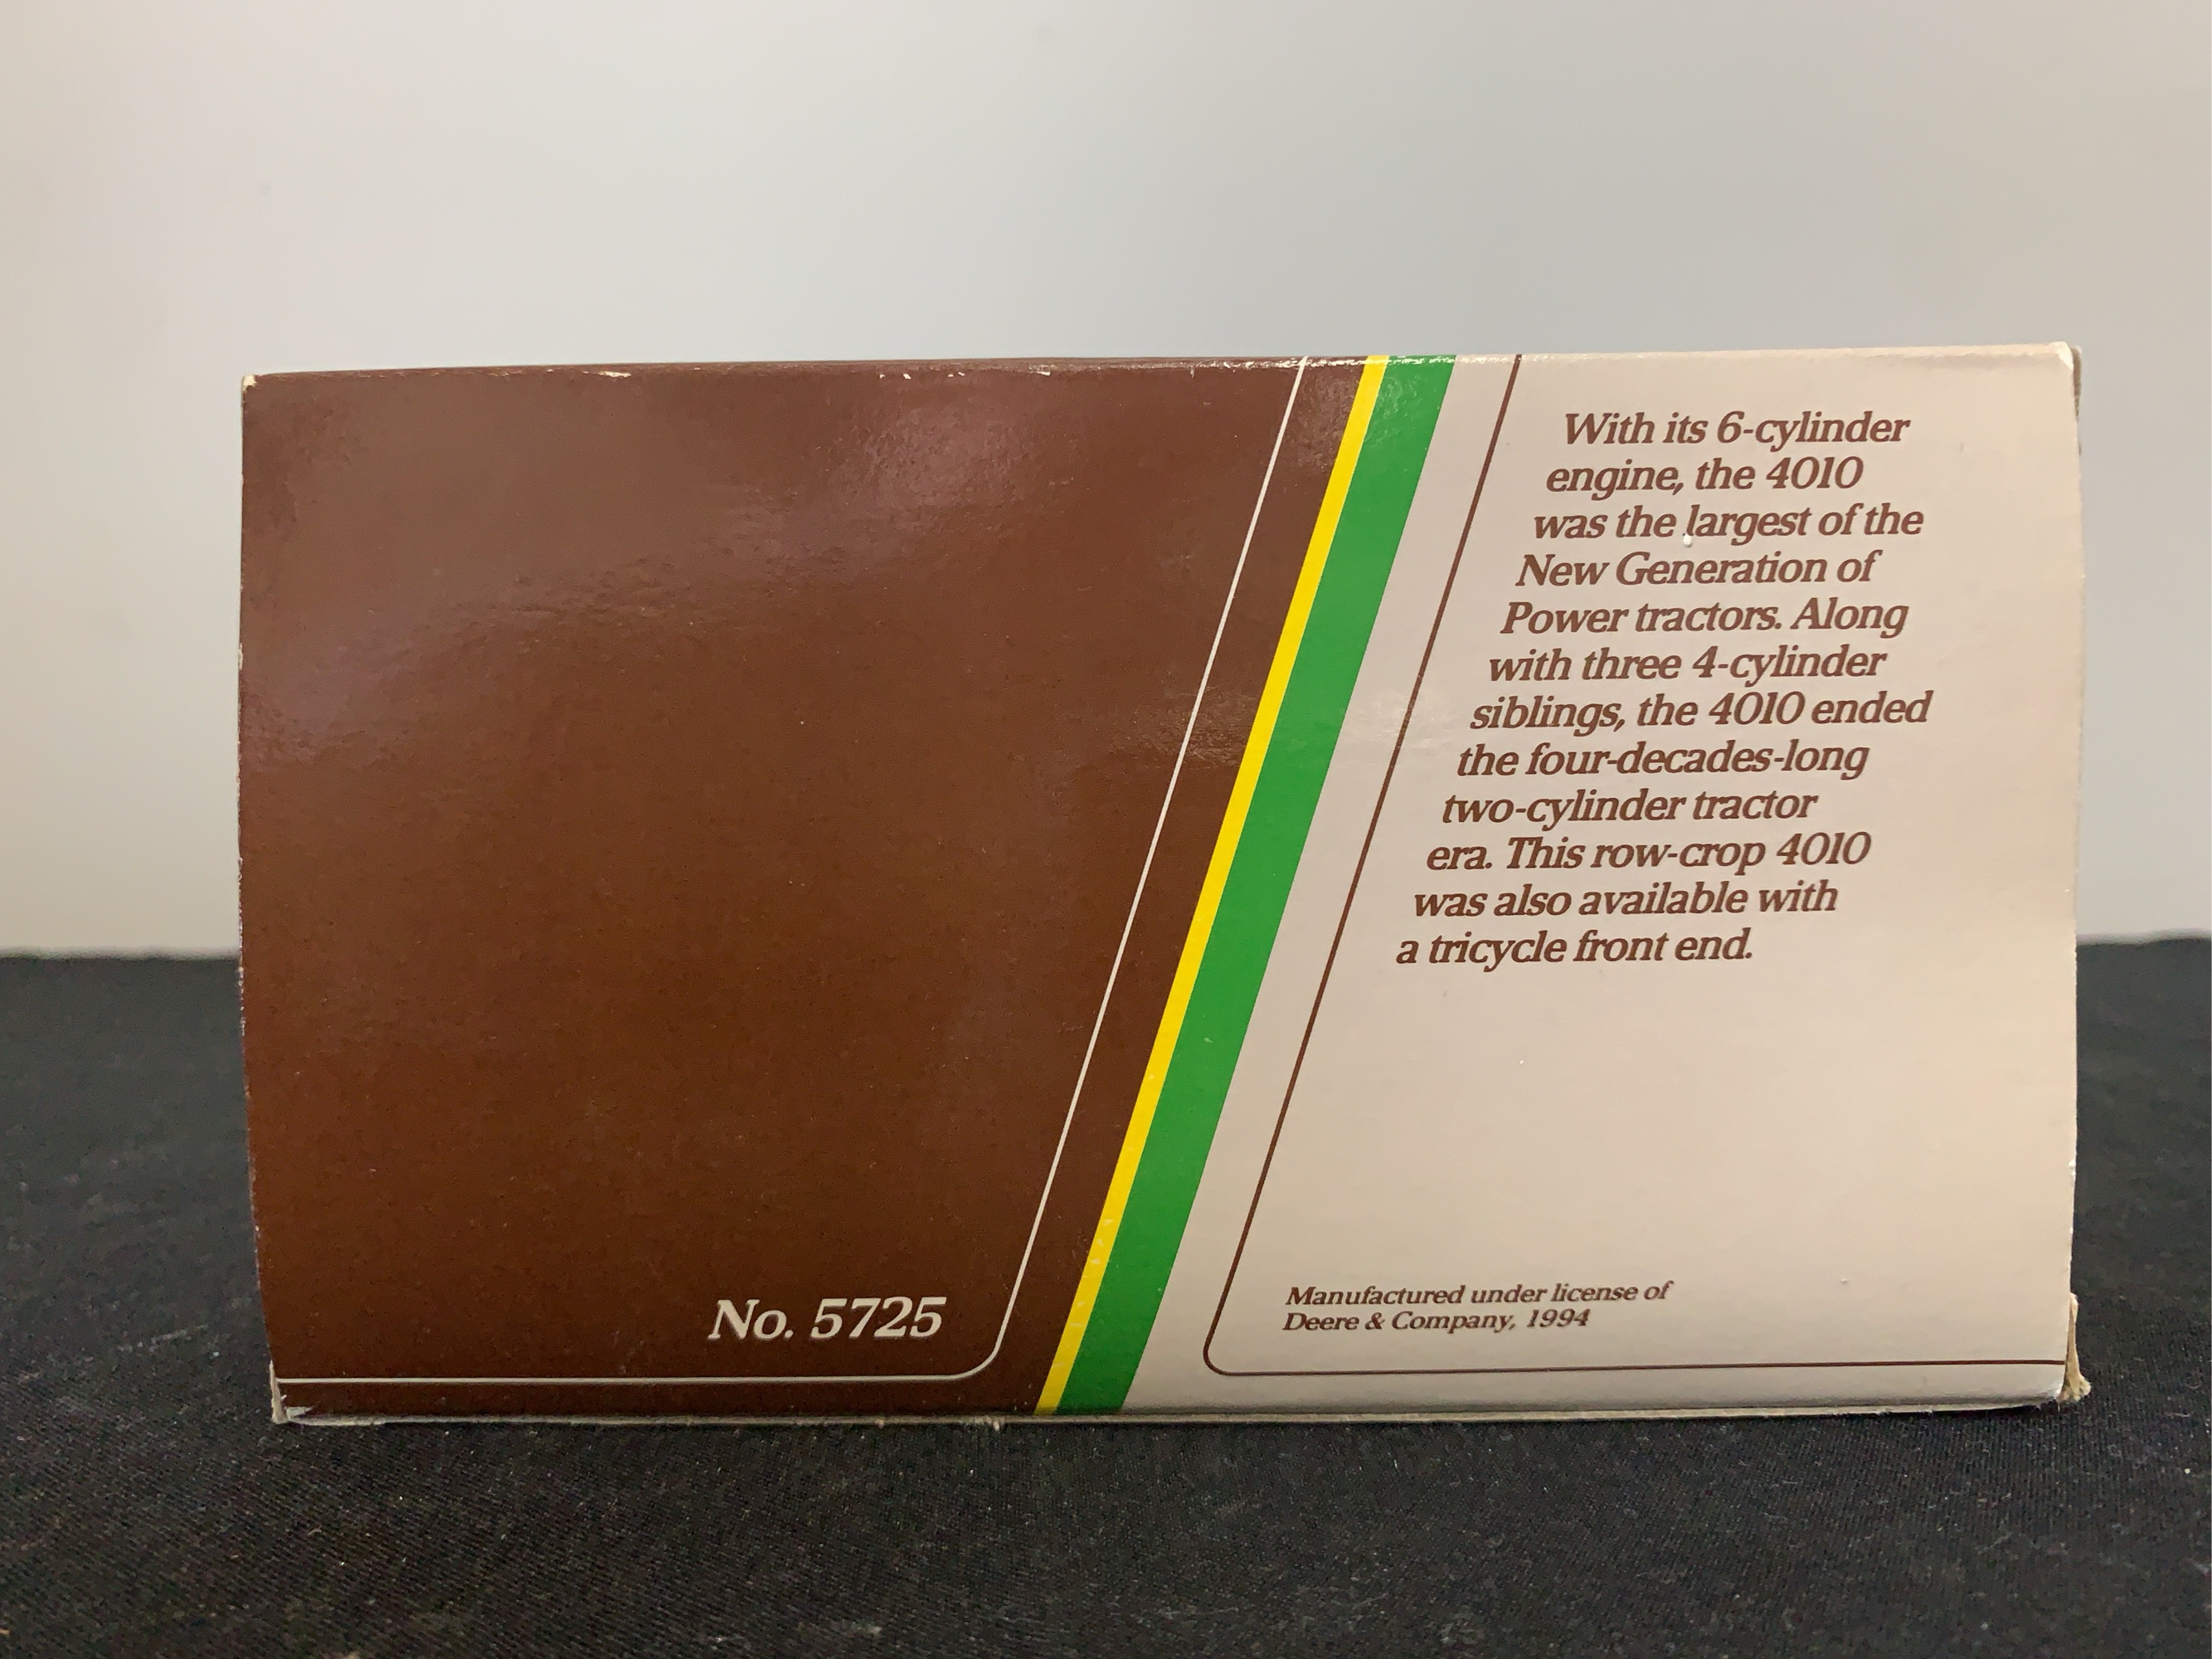 With its 6-cylinder
engine, the 4010
was the largest of the
New Generation of
Power tractors. Along
with three 4-cylinder
siblings, the 4010 ended
the four-decades-long
two-cylinder tractor
era. This row-crop 4010
was also available with
a tricycle front end.
No. 5725
Manufactured under license of
Deere & Company, 1994